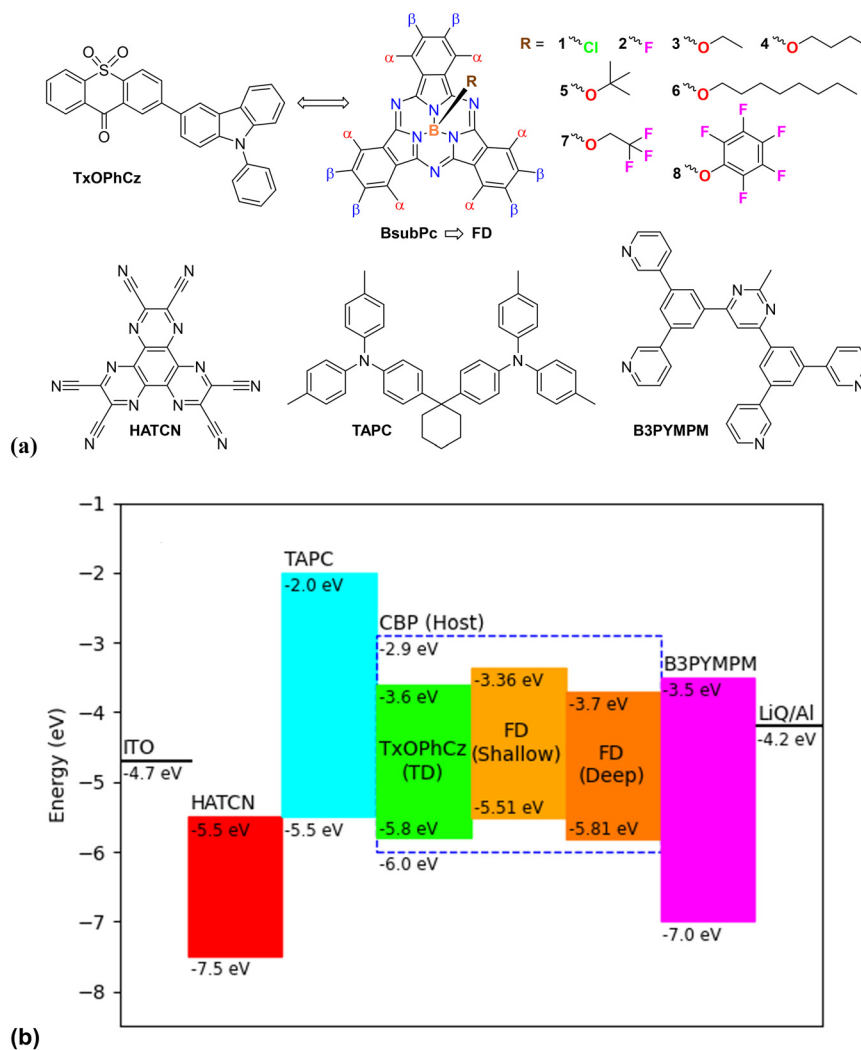 R = 1 Cl 2 F 3 O 4 O
5 O 6 O
7 O F F F 8 O F F F F F
O O
S
O
N
TxOPhCz
β β
α α
R
N N
N N
B
N
α α
β β
N
β α α β
BsubPc ⇨ FD
N N
N N
N N
N N
N N
N N
HATCN
N N
TAPC
N N
N
N
N N
B3PYMPM
(a)
−1
−2
−3
−4
−5
−6
−7
−8
Energy (eV)
TAPC
-2.0 eV
CBP (Host)
-2.9 eV
B3PYMPM
-3.36 eV
-3.5 eV
-3.6 eV
-3.7 eV
LiQ/Al
-4.2 eV
ITO
-4.7 eV
TxOPhCz
(TD)
FD
(Shallow)
FD
(Deep)
HATCN
-5.5 eV
-5.5 eV
-5.8 eV
-5.51 eV
-5.81 eV
-6.0 eV
-7.0 eV
-7.5 eV
(b)